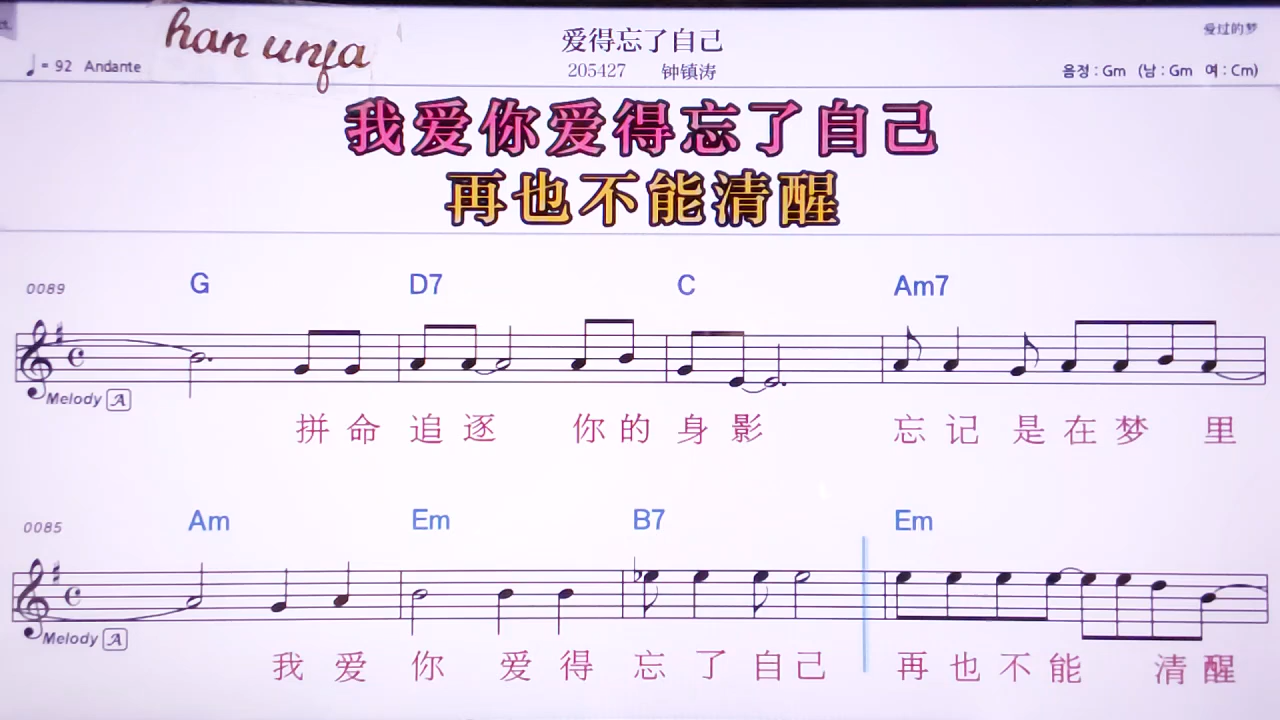 han unja
爱得忘了自己
爱过的梦
♩= 92 Andante
205427 钟镇涛
음정 : Gm (남 : Gm 여 : Cm)
我爱你爱得忘了自己
再也不能清醒
0089
G D7 C Am7
Melody A
拼命 追逐 你的 身影 忘记 是在梦 里
0085
Am Em B7 Em
Melody A
我 爱 你 爱 得 忘 了 自己 再也不能 清醒